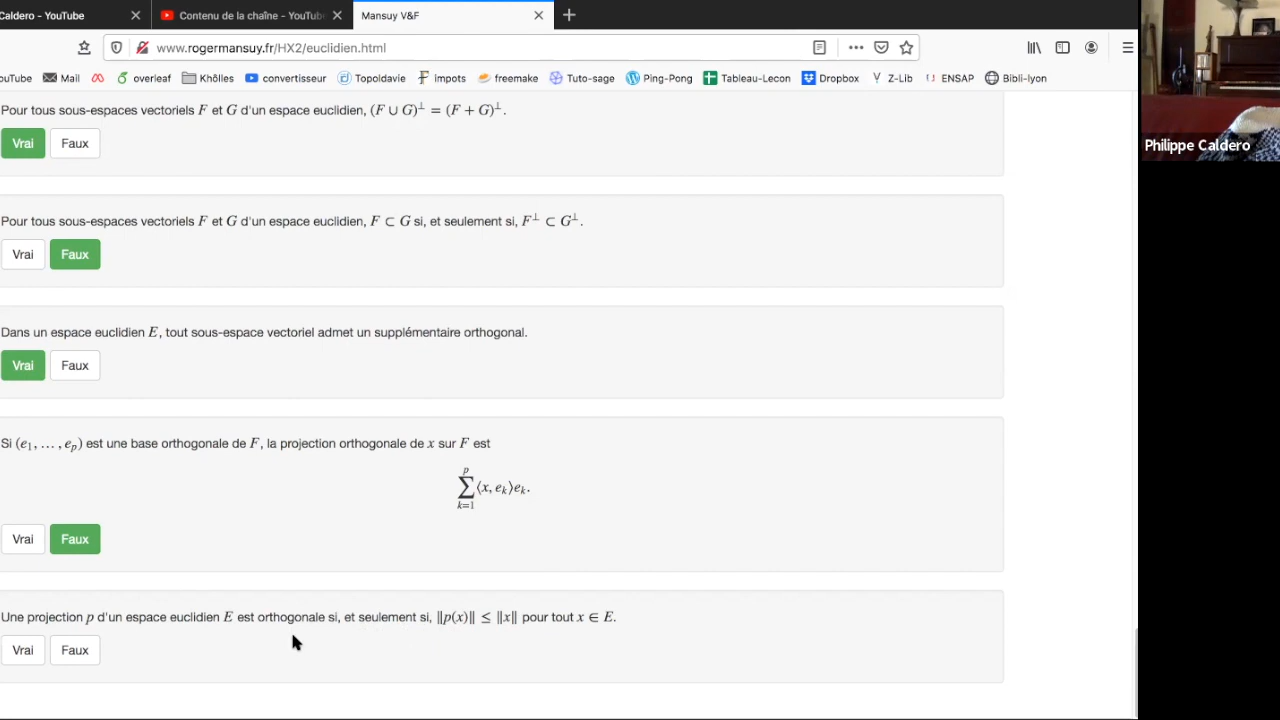 Caldero - YouTube
Contenu de la chaîne - YouTube
Mansuy V&F
www.rogermansuy.fr/HX2/euclidien.html
Mail
overleaf
Khôlles
convertisseur
Topoldavie
Impots
freemake
Tuto-sage
Ping-Pong
Tableau-Lecon
Dropbox
Z-Lib
ENSAP
Bibli-lyon
Pour tous sous-espaces vectoriels F et G d'un espace euclidien, (F ∪ G)⊥ = (F + G)⊥.
Vrai Faux
Philippe Caldero
Pour tous sous-espaces vectoriels F et G d'un espace euclidien, F ⊂ G si, et seulement si, F⊥ ⊂ G⊥.
Vrai Faux
Dans un espace euclidien E, tout sous-espace vectoriel admet un supplémentaire orthogonal.
Vrai Faux
Si (e₁, … , eₚ) est une base orthogonale de F, la projection orthogonale de x sur F est
p
∑⟨x, eₖ⟩eₖ.
k=1
Vrai Faux
Une projection p d'un espace euclidien E est orthogonale si, et seulement si, ‖p(x)‖ ≤ ‖x‖ pour tout x ∈ E.
Vrai Faux